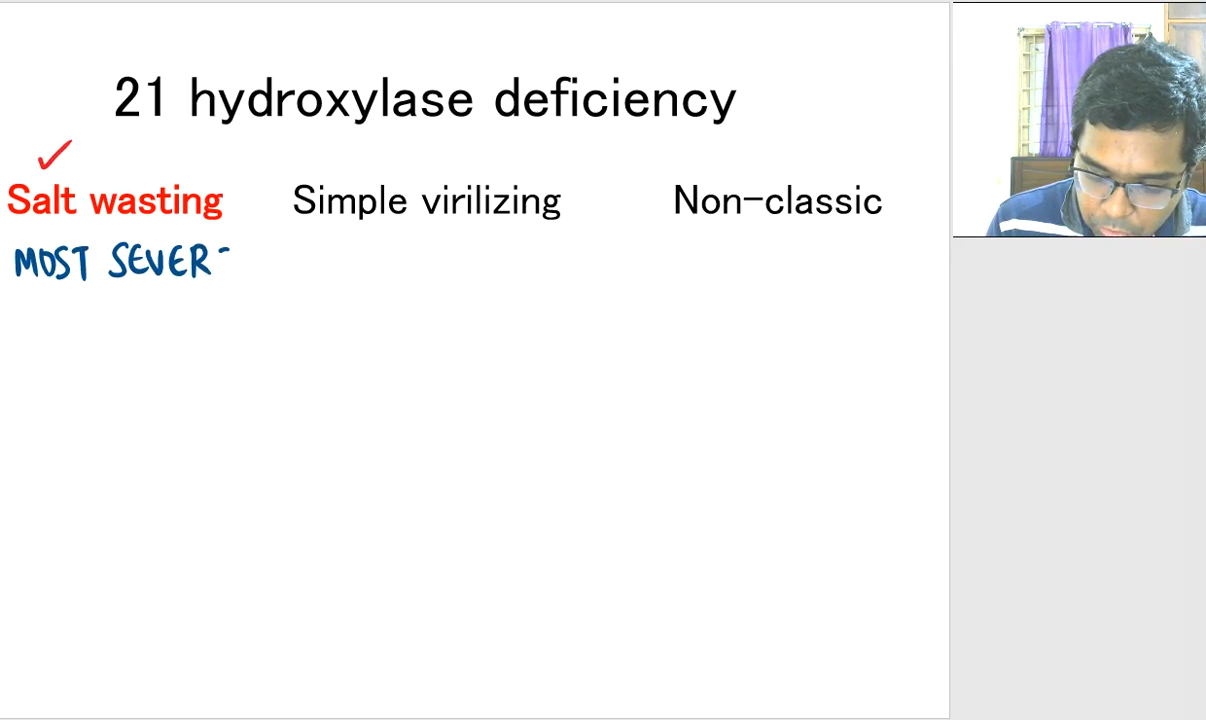 21 hydroxylase deficiency
Salt wasting Simple virilizing Non-classic
MOST SEVER